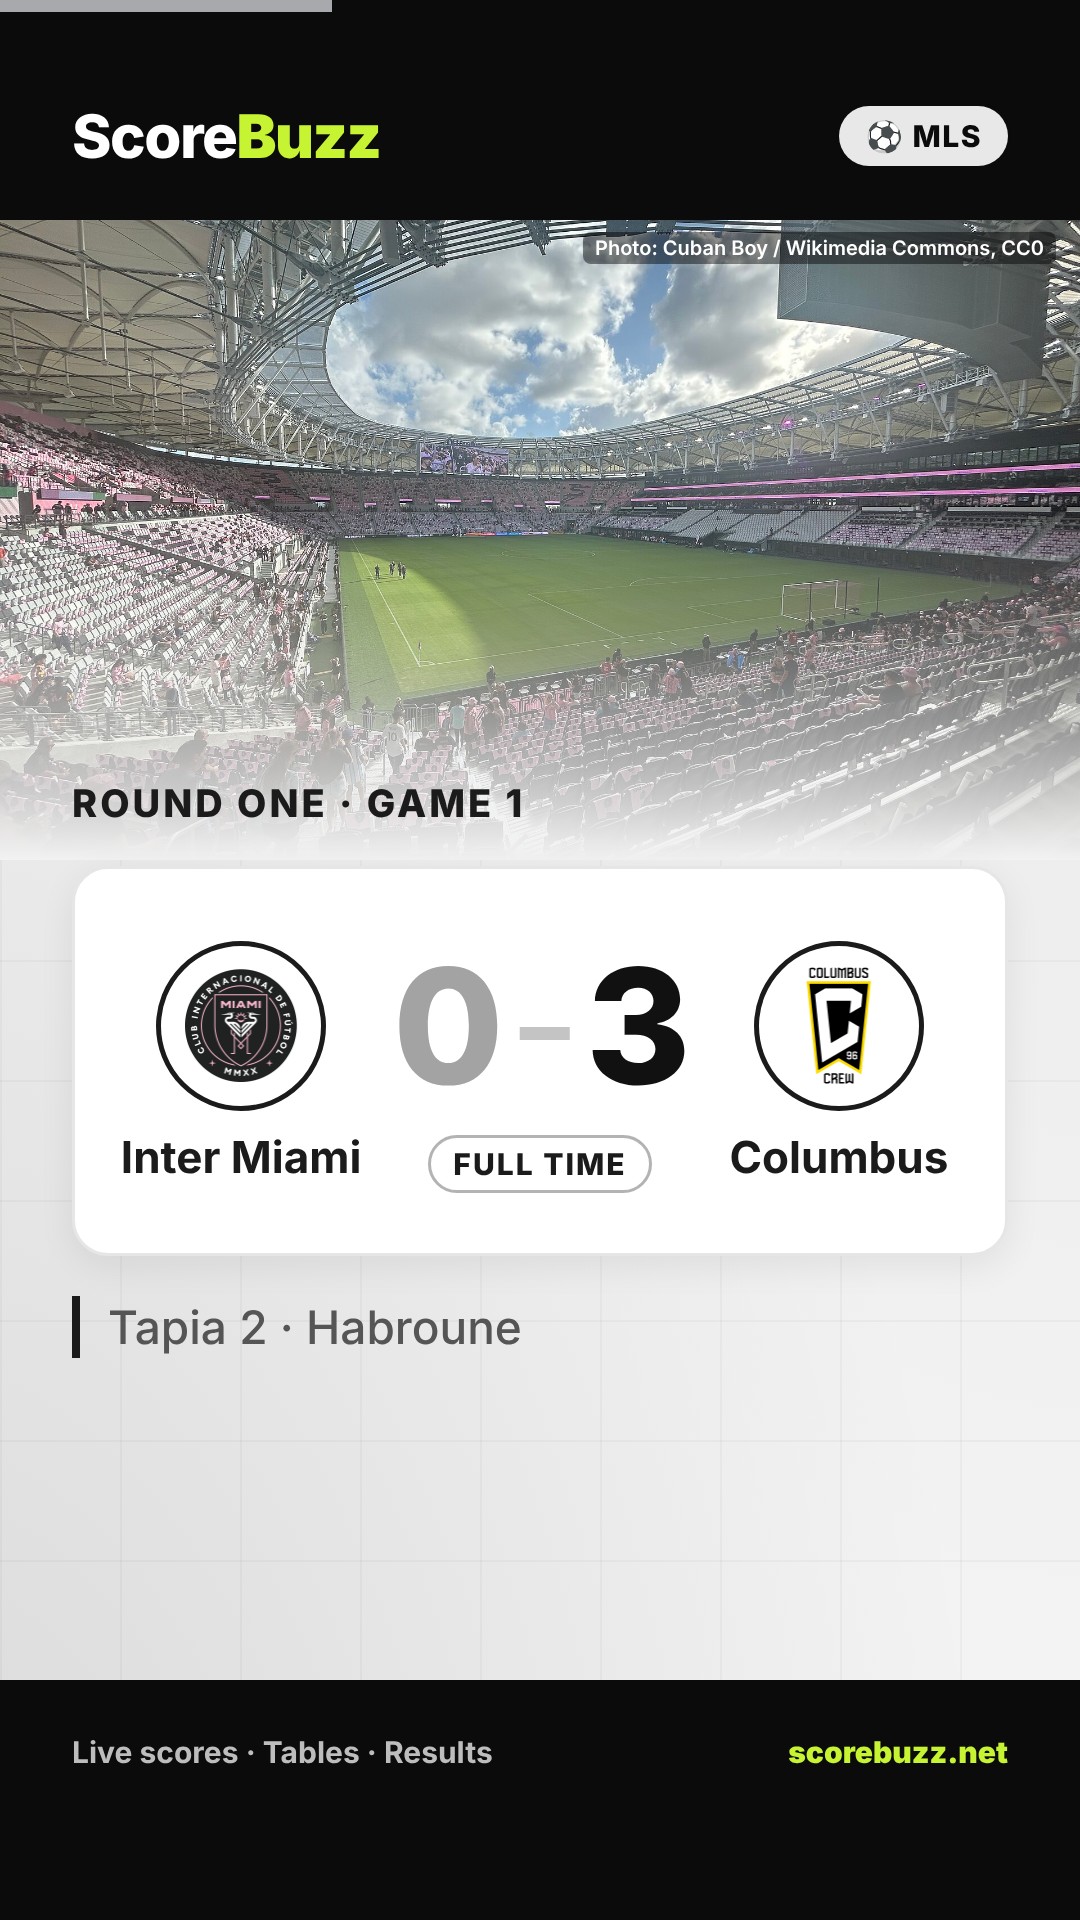 ScoreBuzz
⚽ MLS
Photo: Cuban Boy / Wikimedia Commons, CC0
ROUND ONE · GAME 1
CLUB INTERNACIONAL DE FÚTBOL
MIAMI
MMXX
0 – 3
COLUMBUS
96
CREW
Inter Miami
FULL TIME
Columbus
Tapia 2 · Habroune
Live scores · Tables · Results
scorebuzz.net